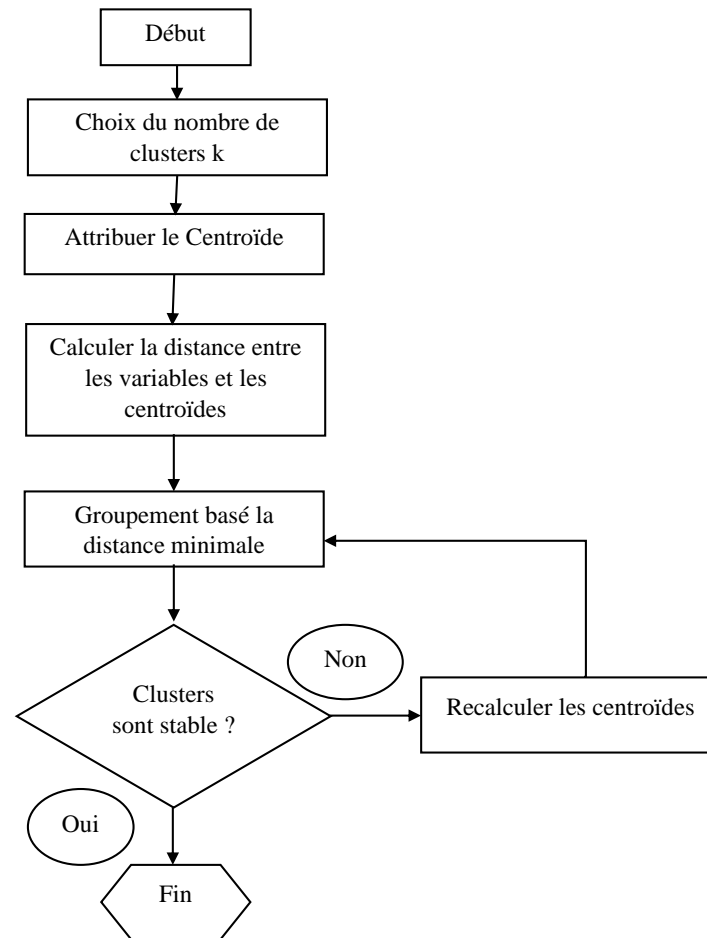 Début
Choix du nombre de
clusters k
Attribuer le Centroïde
Calculer la distance entre
les variables et les
centroïdes
Groupement basé la
distance minimale
Non
Clusters
sont stable ?
Recalculer les centroïdes
Oui
Fin